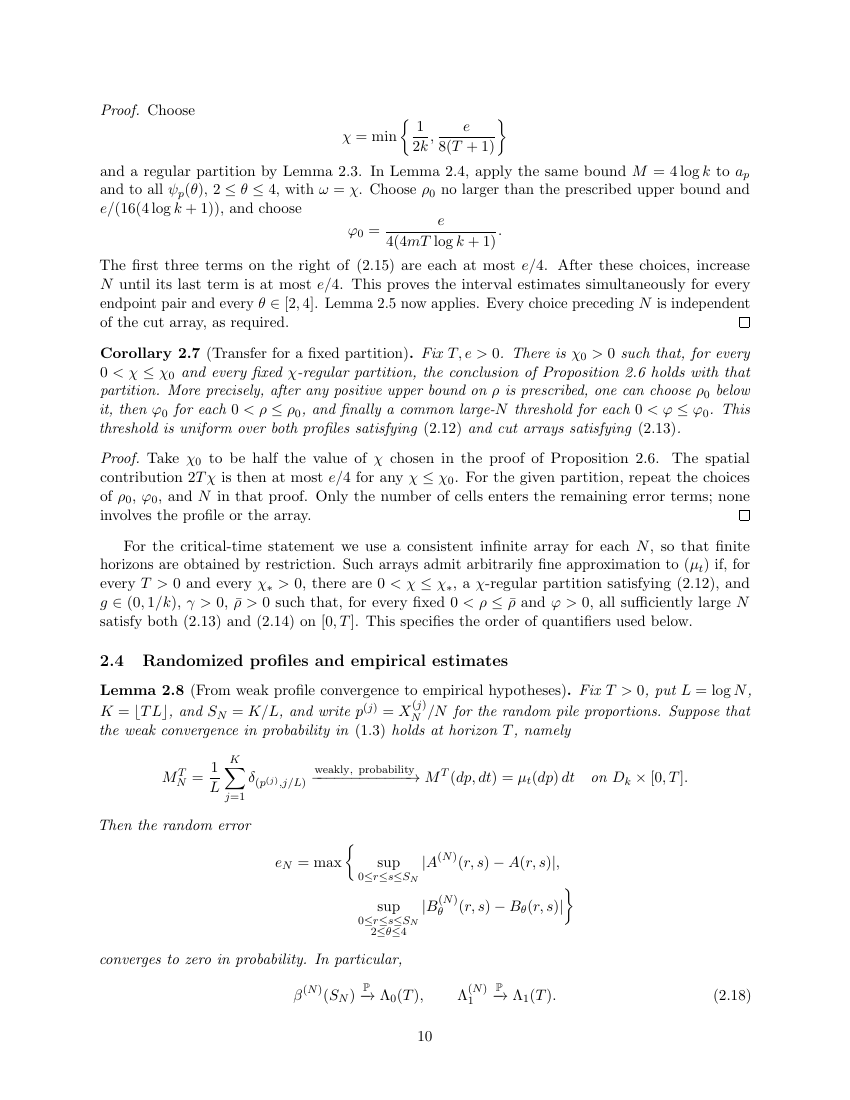 Proof. Choose
χ = min { 1/(2k), e/(8(T + 1)) }
and a regular partition by Lemma 2.3. In Lemma 2.4, apply the same bound M = 4 log k to a_p
and to all ψ_p(θ), 2 ≤ θ ≤ 4, with ω = χ. Choose ρ_0 no larger than the prescribed upper bound and
e/(16(4 log k + 1)), and choose
φ_0 = e/(4(4mT log k + 1)).
The first three terms on the right of (2.15) are each at most e/4. After these choices, increase
N until its last term is at most e/4. This proves the interval estimates simultaneously for every
endpoint pair and every θ ∈ [2, 4]. Lemma 2.5 now applies. Every choice preceding N is independent
of the cut array, as required. □
Corollary 2.7 (Transfer for a fixed partition). Fix T, e > 0. There is χ_0 > 0 such that, for every
0 < χ ≤ χ_0 and every fixed χ-regular partition, the conclusion of Proposition 2.6 holds with that
partition. More precisely, after any positive upper bound on ρ is prescribed, one can choose ρ_0 below
it, then φ_0 for each 0 < ρ ≤ ρ_0, and finally a common large-N threshold for each 0 < φ ≤ φ_0. This
threshold is uniform over both profiles satisfying (2.12) and cut arrays satisfying (2.13).
Proof. Take χ_0 to be half the value of χ chosen in the proof of Proposition 2.6. The spatial
contribution 2Tχ is then at most e/4 for any χ ≤ χ_0. For the given partition, repeat the choices
of ρ_0, φ_0, and N in that proof. Only the number of cells enters the remaining error terms; none
involves the profile or the array. □
For the critical-time statement we use a consistent infinite array for each N, so that finite
horizons are obtained by restriction. Such arrays admit arbitrarily fine approximation to (μ_t) if, for
every T > 0 and every χ_* > 0, there are 0 < χ ≤ χ_*, a χ-regular partition satisfying (2.12), and
g ∈ (0, 1/k), γ > 0, ρ̄ > 0 such that, for every fixed 0 < ρ ≤ ρ̄ and φ > 0, all sufficiently large N
satisfy both (2.13) and (2.14) on [0, T]. This specifies the order of quantifiers used below.
2.4 Randomized profiles and empirical estimates
Lemma 2.8 (From weak profile convergence to empirical hypotheses). Fix T > 0, put L = log N,
K = ⌊TL⌋, and S_N = K/L, and write p^(j) = X_N^(j)/N for the random pile proportions. Suppose that
the weak convergence in probability in (1.3) holds at horizon T, namely
M_N^T = 1/L ∑_{j=1}^{K} δ_{(p^(j), j/L)} —weakly, probability→ M^T(dp, dt) = μ_t(dp) dt on D_k × [0, T].
Then the random error
e_N = max { sup_{0≤r≤s≤S_N} |A^(N)(r, s) − A(r, s)|,
sup_{0≤r≤s≤S_N, 2≤θ≤4} |B_θ^(N)(r, s) − B_θ(r, s)| }
converges to zero in probability. In particular,
β^(N)(S_N) →^ℙ Λ_0(T), Λ_1^(N) →^ℙ Λ_1(T). (2.18)
10